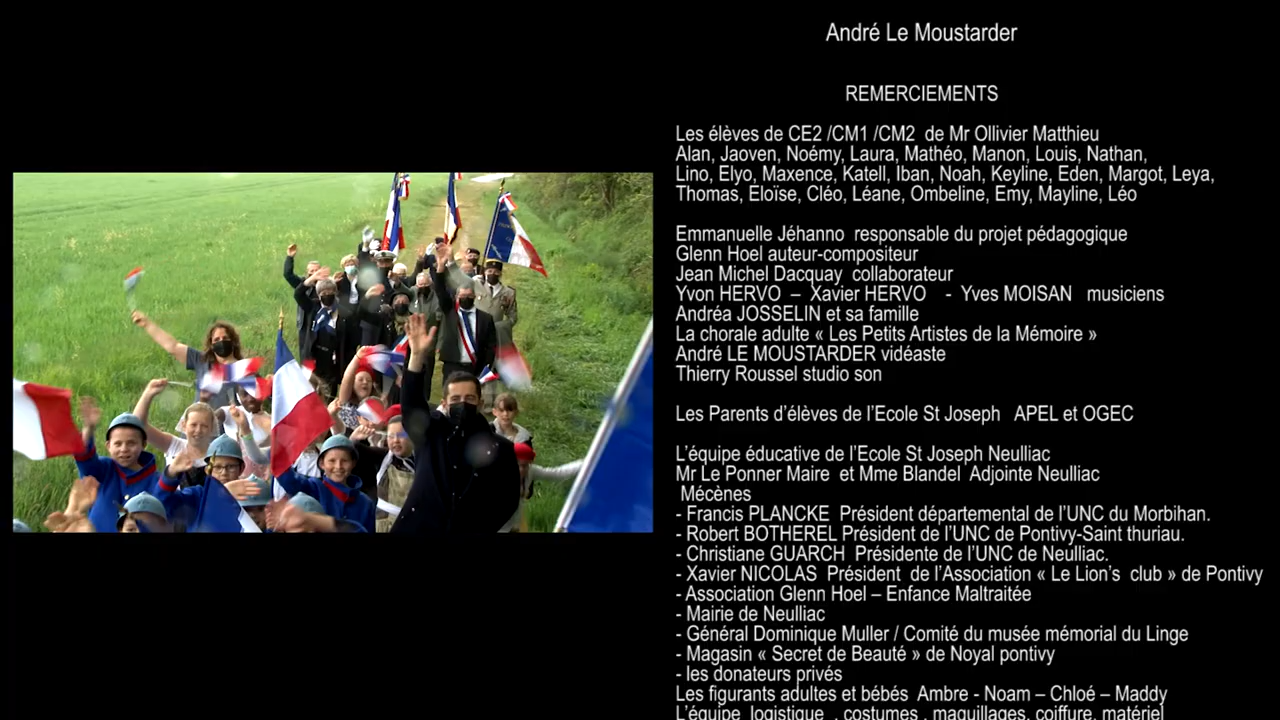 André Le Moustarder
REMERCIEMENTS
Les élèves de CE2 /CM1 /CM2 de Mr Ollivier Matthieu
Alan, Jaoven, Noémy, Laura, Mathéo, Manon, Louis, Nathan,
Lino, Elyo, Maxence, Katell, Iban, Noah, Keyline, Eden, Margot, Leya,
Thomas, Eloïse, Cléo, Léane, Ombeline, Emy, Mayline, Léo
Emmanuelle Jéhanno responsable du projet pédagogique
Glenn Hoel auteur-compositeur
Jean Michel Dacquay collaborateur
Yvon HERVO – Xavier HERVO - Yves MOISAN musiciens
Andréa JOSSELIN et sa famille
La chorale adulte « Les Petits Artistes de la Mémoire »
André LE MOUSTARDER vidéaste
Thierry Roussel studio son
Les Parents d'élèves de l'Ecole St Joseph APEL et OGEC
L'équipe éducative de l'Ecole St Joseph Neulliac
Mr Le Ponner Maire et Mme Blandel Adjointe Neulliac
Mécènes
- Francis PLANCKE Président départemental de l'UNC du Morbihan.
- Robert BOTHEREL Président de l'UNC de Pontivy-Saint thuriau.
- Christiane GUARCH Présidente de l'UNC de Neulliac.
- Xavier NICOLAS Président de l'Association « Le Lion's club » de Pontivy
- Association Glenn Hoel – Enfance Maltraitée
- Mairie de Neulliac
- Général Dominique Muller / Comité du musée mémorial du Linge
- Magasin « Secret de Beauté » de Noyal pontivy
- les donateurs privés
Les figurants adultes et bébés Ambre - Noam – Chloé – Maddy
L'équipe logistique , costumes , maquillages, coiffure, matériel